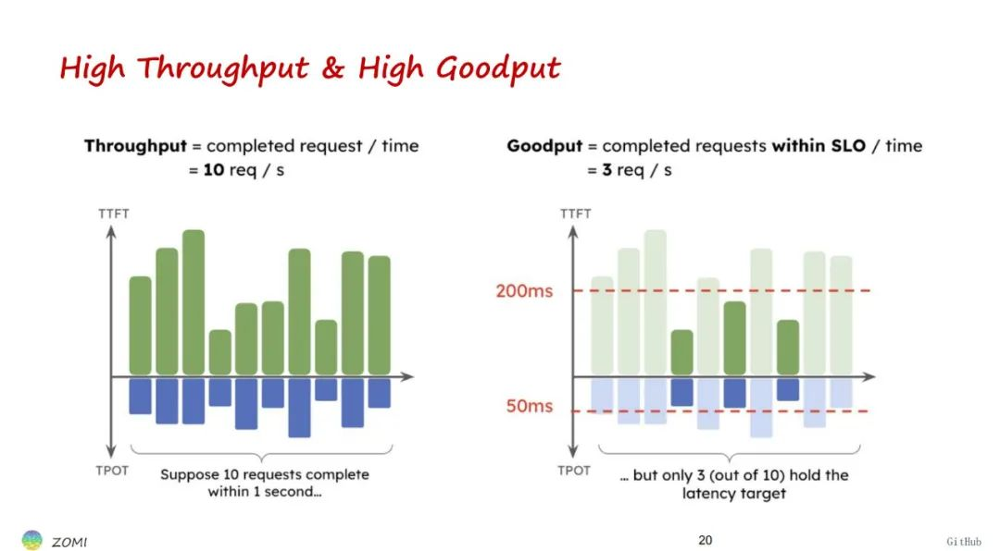 High Throughput & High Goodput
Throughput = completed request / time
= 10 req / s
Goodput = completed requests within SLO / time
= 3 req / s
TTFT
TPOT
Suppose 10 requests complete
within 1 second...
TTFT
200ms
50ms
TPOT
... but only 3 (out of 10) hold the
latency target
ZOMI
20
GitHub